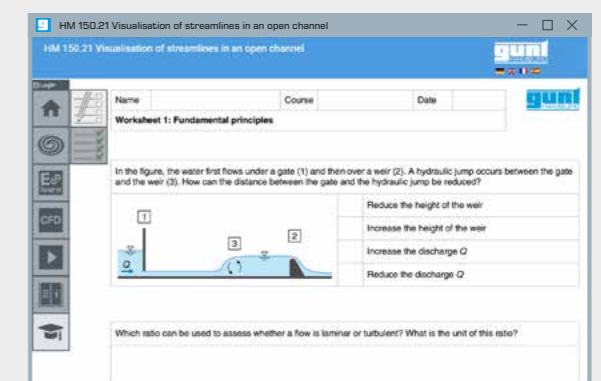 HM 150.21 Visualisation of streamlines in an open channel
HM 150.21 Visualisation of streamlines in an open channel
gunt
HAMBURG
Login
gunt
Name Course Date
Worksheet 1: Fundamental principles
In the figure, the water first flows under a gate (1) and then over a weir (2). A hydraulic jump occurs between the gate
and the weir (3). How can the distance between the gate and the hydraulic jump be reduced?
Reduce the height of the weir
Increase the height of the weir
Increase the discharge Q
Reduce the discharge Q
1
2
3
Q
CFD
Which ratio can be used to assess whether a flow is laminar or turbulent? What is the unit of this ratio?